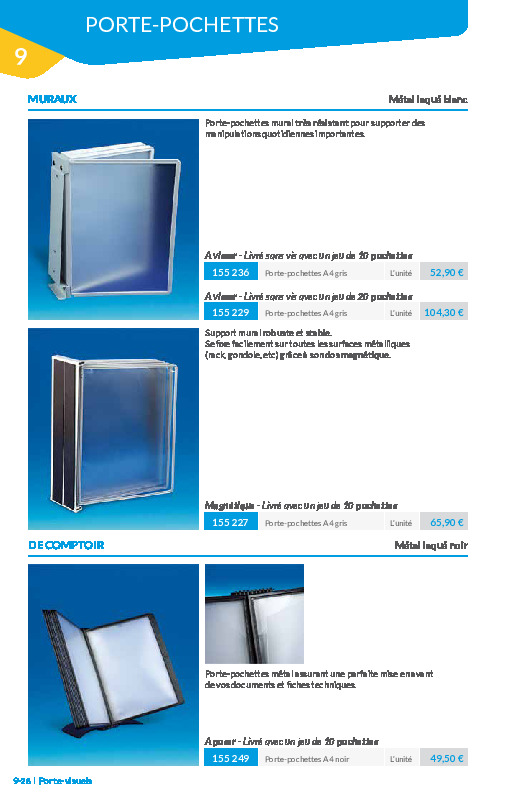 PORTE-POCHETTES
9
MURAUX
Métal laqué blanc
Porte-pochettes mural très résistant pour supporter des
manipulations quotidiennes importantes.
A visser - Livré sans vis avec un jeu de 10 pochettes
155 236 Porte-pochettes A4 gris L'unité 52,90 €
A visser - Livré sans vis avec un jeu de 20 pochettes
155 229 Porte-pochettes A4 gris L'unité 104,30 €
Support mural robuste et stable.
Se fixe facilement sur toutes les surfaces métalliques
(rack, gondole, etc) grâce à son dos magnétique.
Magnétique - Livré avec un jeu de 10 pochettes
155 227 Porte-pochettes A4 gris L'unité 65,90 €
DE COMPTOIR
Métal laqué noir
Porte-pochettes métal assurant une parfaite mise en avant
de vos documents et fiches techniques.
A poser - Livré avec un jeu de 10 pochettes
155 249 Porte-pochettes A4 noir L'unité 49,50 €
9-26 | Porte-visuels